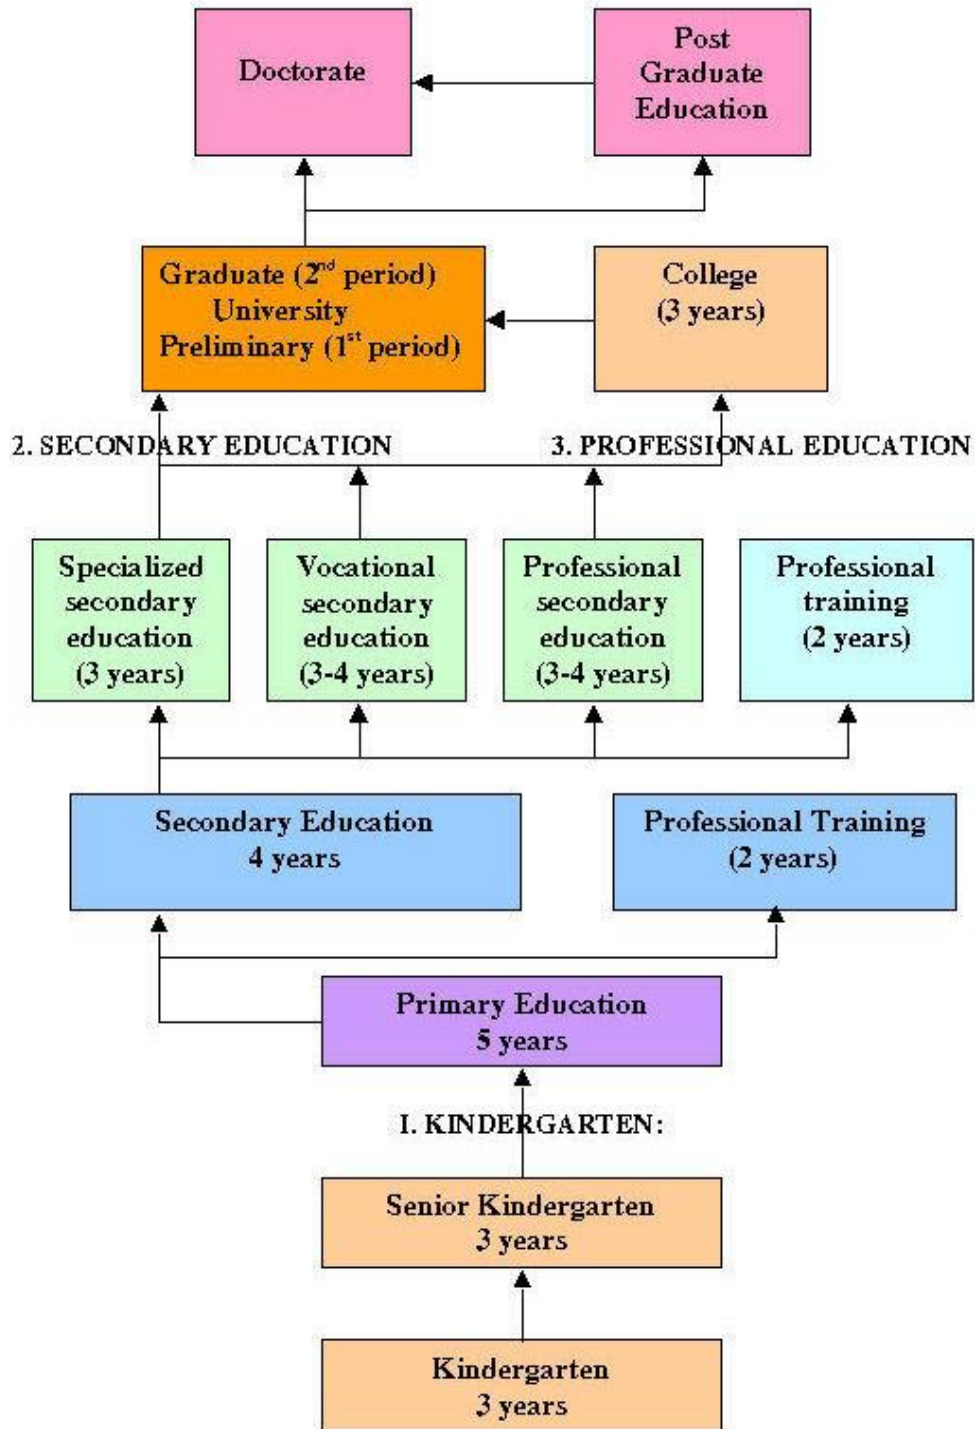 Doctorate
Post
Graduate
Education
Graduate (2nd period)
University
Preliminary (1st period)
College
(3 years)
2. SECONDARY EDUCATION
3. PROFESSIONAL EDUCATION
Specialized
secondary
education
(3 years)
Vocational
secondary
education
(3-4 years)
Professional
secondary
education
(3-4 years)
Professional
training
(2 years)
Secondary Education
4 years
Professional Training
(2 years)
Primary Education
5 years
I. KINDERGARTEN:
Senior Kindergarten
3 years
Kindergarten
3 years